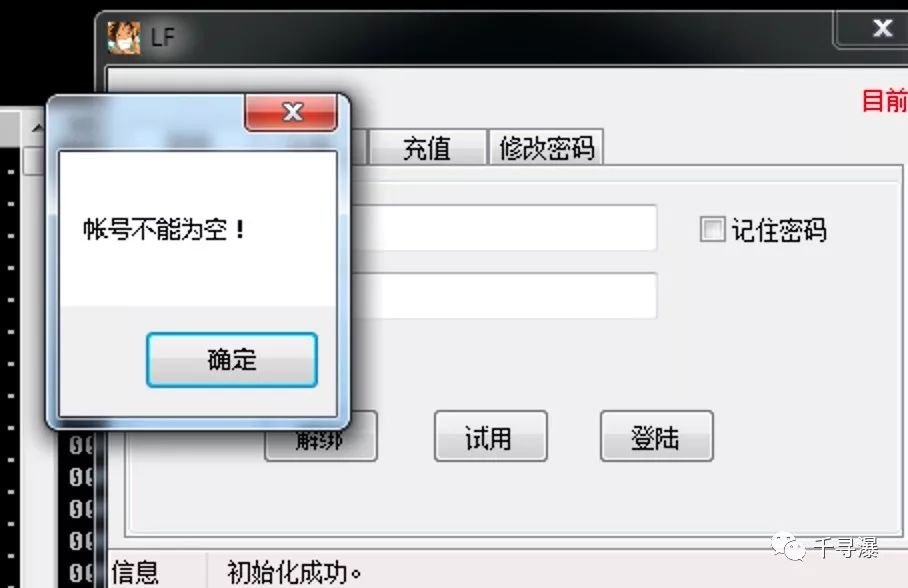 LF
目前
充值
修改密码
帐号不能为空！
记住密码
确定
解绑
试用
登陆
千寻瀑
信息
初始化成功。